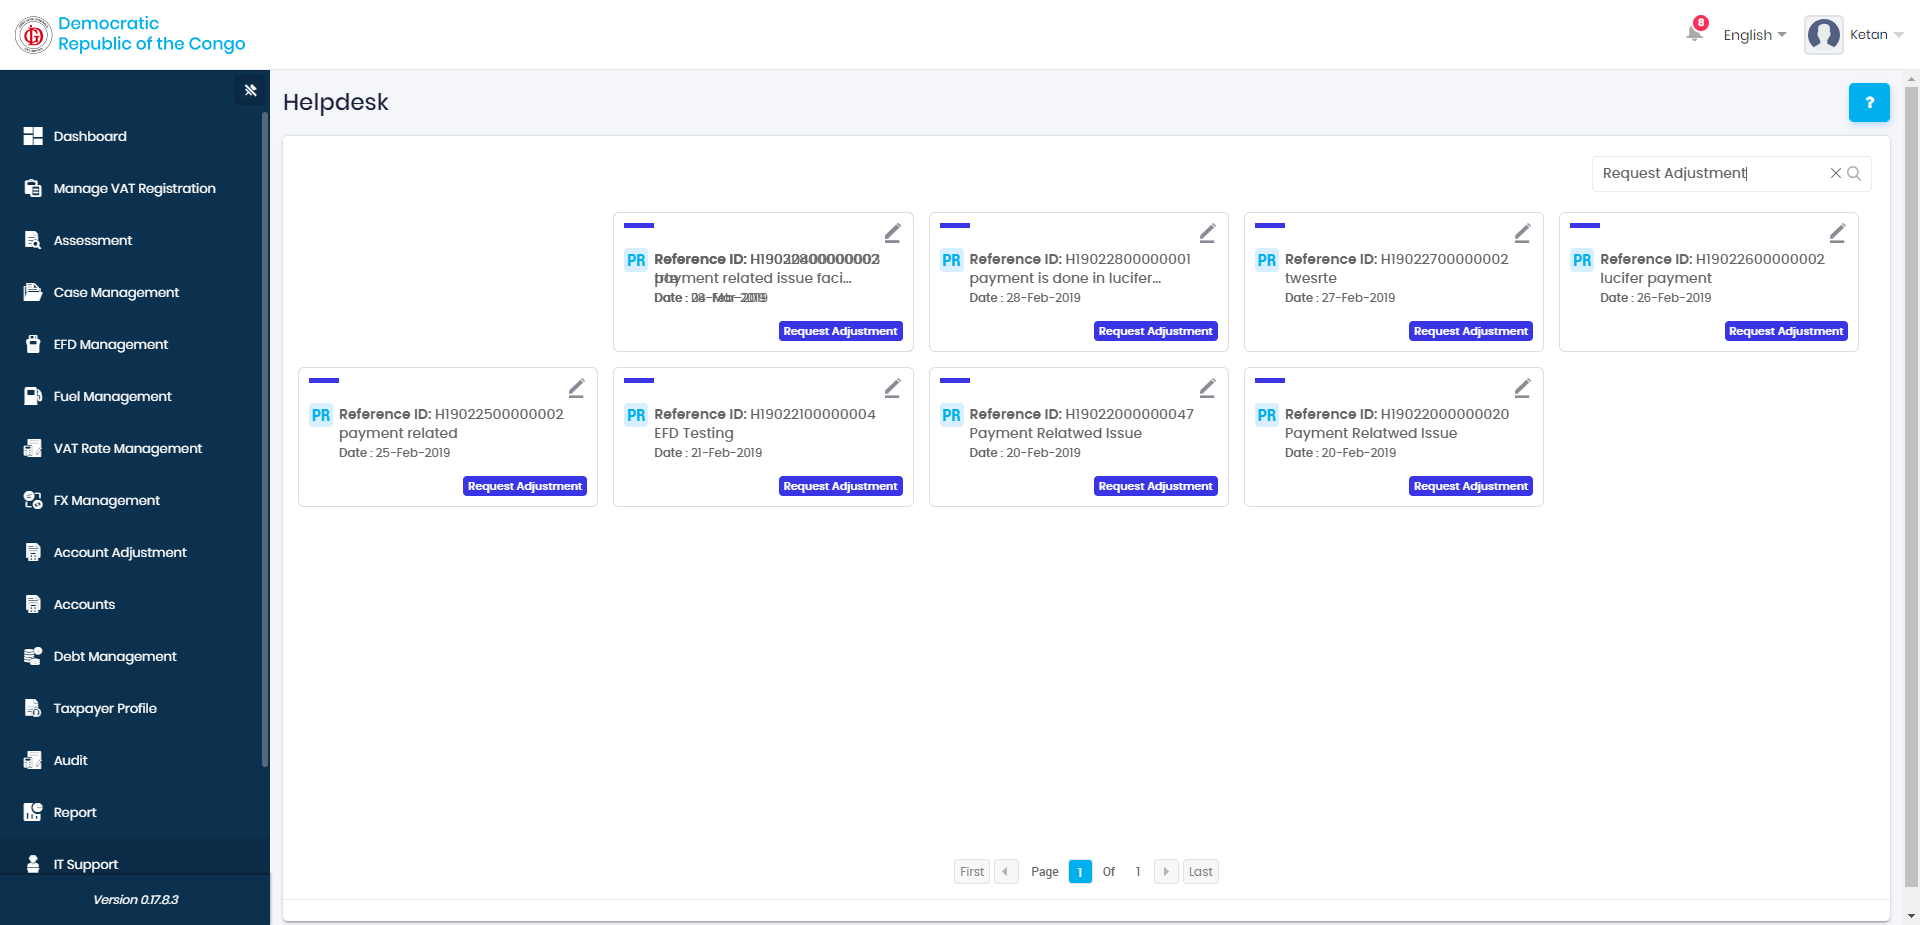 Democratic
Republic of the Congo
8
English
Ketan
Dashboard
Manage VAT Registration
Assessment
Case Management
EFD Management
Fuel Management
VAT Rate Management
FX Management
Account Adjustment
Accounts
Debt Management
Taxpayer Profile
Audit
Report
IT Support
Version 0.17.8.3
Helpdesk
?
Request Adjustment
PR
Reference ID:
payment related issue faci...
Date :
Request Adjustment
PR
Reference ID: H19022800000001
payment is done in lucifer...
Date : 28-Feb-2019
Request Adjustment
PR
Reference ID: H19022700000002
twesrte
Date : 27-Feb-2019
Request Adjustment
PR
Reference ID: H19022600000002
lucifer payment
Date : 26-Feb-2019
Request Adjustment
PR
Reference ID: H19022500000002
payment related
Date : 25-Feb-2019
Request Adjustment
PR
Reference ID: H19022100000004
EFD Testing
Date : 21-Feb-2019
Request Adjustment
PR
Reference ID: H19022000000047
Payment Relatwed Issue
Date : 20-Feb-2019
Request Adjustment
PR
Reference ID: H19022000000020
Payment Relatwed Issue
Date : 20-Feb-2019
Request Adjustment
First Page 1 Of 1 Last